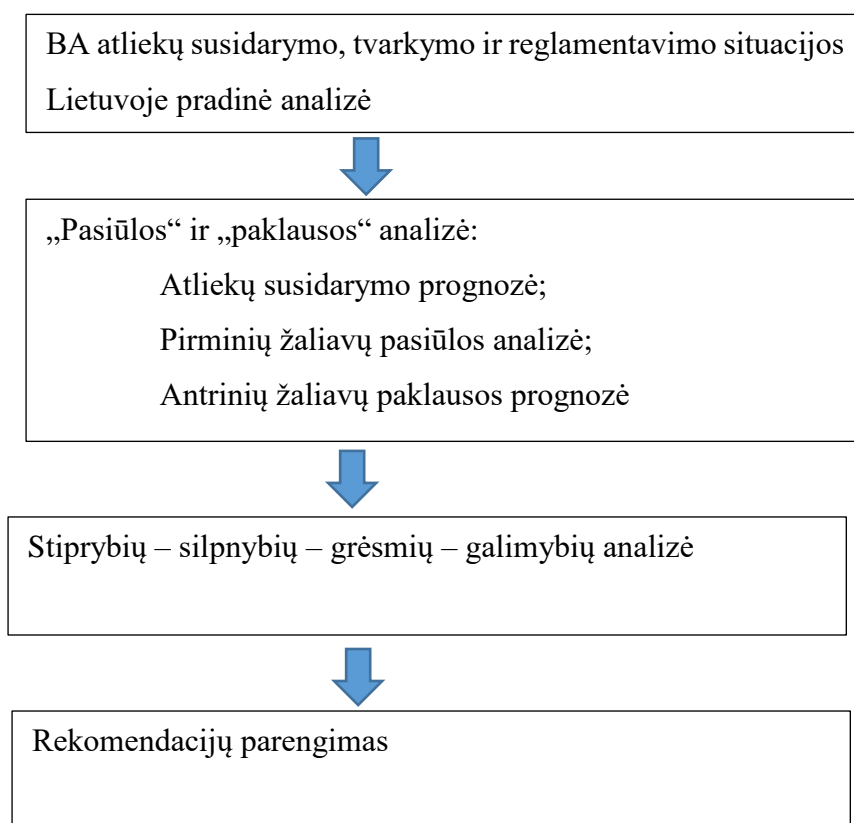 BA atliekų susidarymo, tvarkymo ir reglamentavimo situacijos
Lietuvoje pradinė analizė
„Pasiūlos“ ir „paklausos“ analizė:
Atliekų susidarymo prognozė;
Pirminių žaliavų pasiūlos analizė;
Antrinių žaliavų paklausos prognozė
Stiprybių – silpnybių – grėsmių – galimybių analizė
Rekomendacijų parengimas